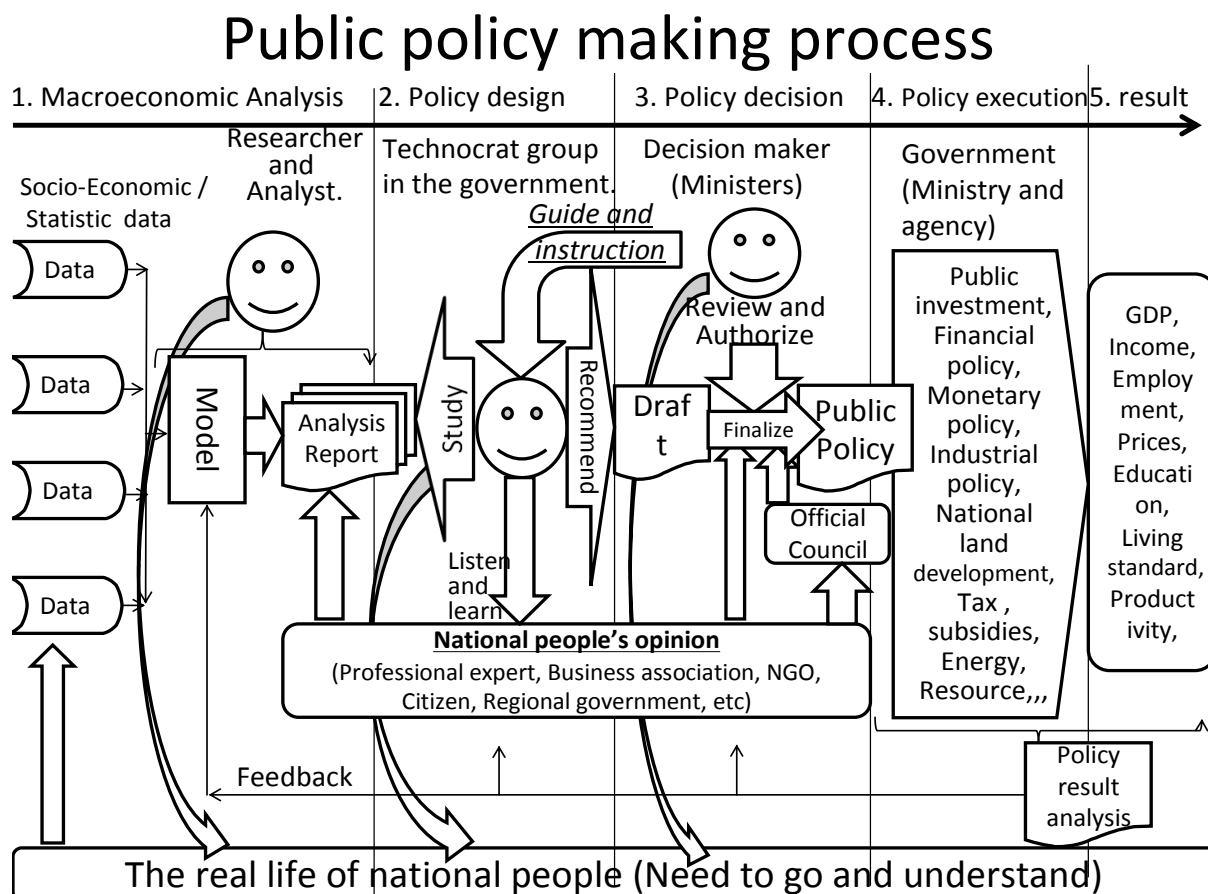 Public policy making process
1. Macroeconomic Analysis
2. Policy design
3. Policy decision
4. Policy execution
5. result
Researcher
and
Analyst.
Technocrat group
in the government.
Decision maker
(Ministers)
Government
(Ministry and
agency)
Socio-Economic /
Statistic data
Guide and
instruction
Data
Data
Data
Data
Model
Analysis
Report
Study
Recommend
Review and
Authorize
Draf
t
Finalize
Public
Policy
Official
Council
Public
investment,
Financial
policy,
Monetary
policy,
Industrial
policy,
National
land
development,
Tax ,
subsidies,
Energy,
Resource,,,
GDP,
Income,
Employ
ment,
Prices,
Educati
on,
Living
standard,
Product
ivity,
Listen
and
learn
National people’s opinion
(Professional expert, Business association, NGO,
Citizen, Regional government, etc)
Feedback
Policy
result
analysis
The real life of national people (Need to go and understand)